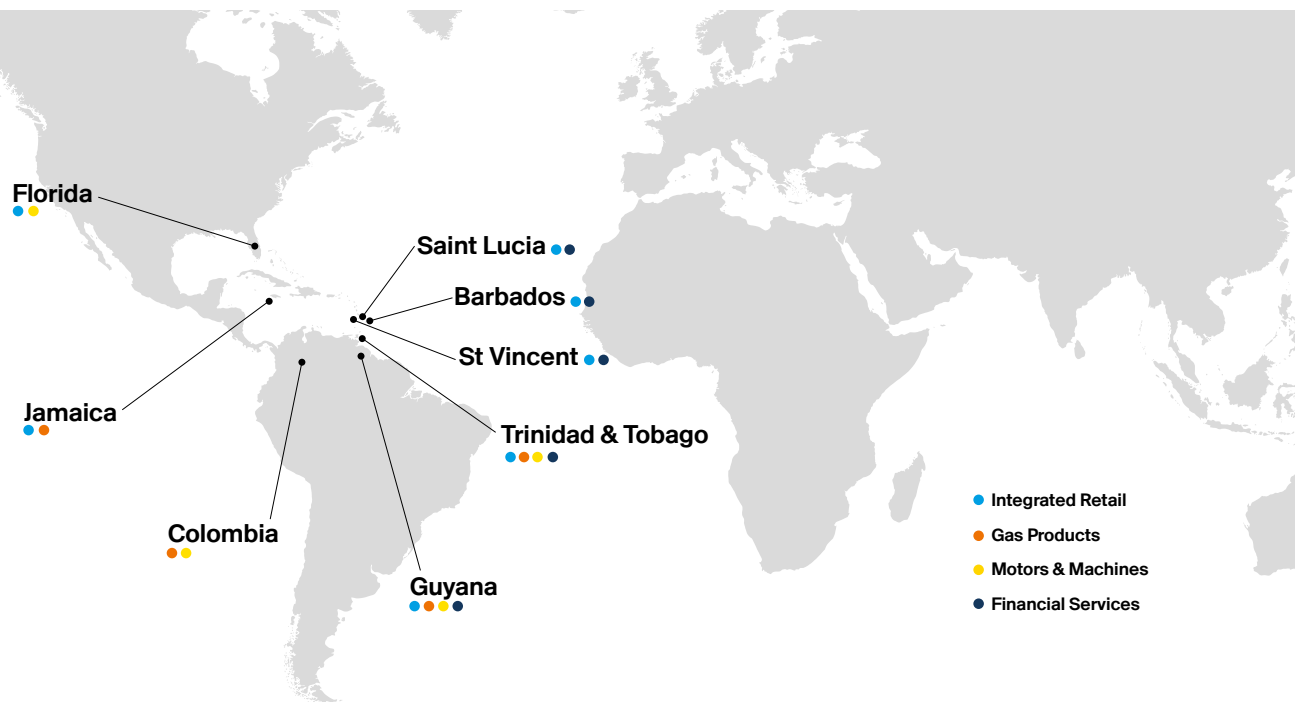 Florida
Saint Lucia
Barbados
St Vincent
Jamaica
Trinidad & Tobago
Colombia
Guyana
Integrated Retail
Gas Products
Motors & Machines
Financial Services